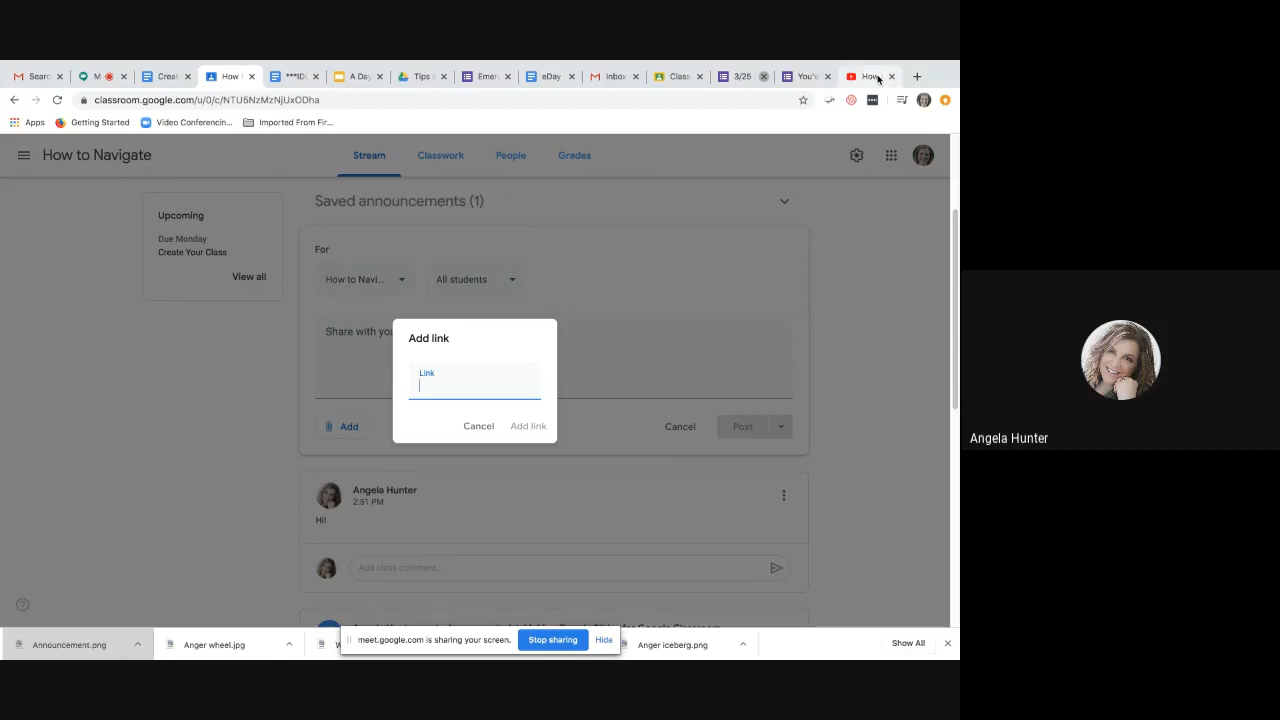 Searc
M
Creat
How t
***IDL
A Day
Tips a
Emer
eDay
Inbox
Classr
3/25
You'v
How
classroom.google.com/u/0/c/NTU5NzMzNjUxODha
Apps
Getting Started
Video Conferencin...
Imported From Fir...
How to Navigate
Stream
Classwork
People
Grades
Saved announcements (1)
Upcoming
Due Monday
Create Your Class
View all
For
How to Navi...
All students
Share with you
Add link
Link
Cancel
Add link
Add
Cancel
Post
Angela Hunter
2:51 PM
Hi!
Add class comment
Angela Hunter
Announcement.png
Anger wheel.jpg
W
meet.google.com is sharing your screen.
Stop sharing
Hide
Anger iceberg.png
Show All